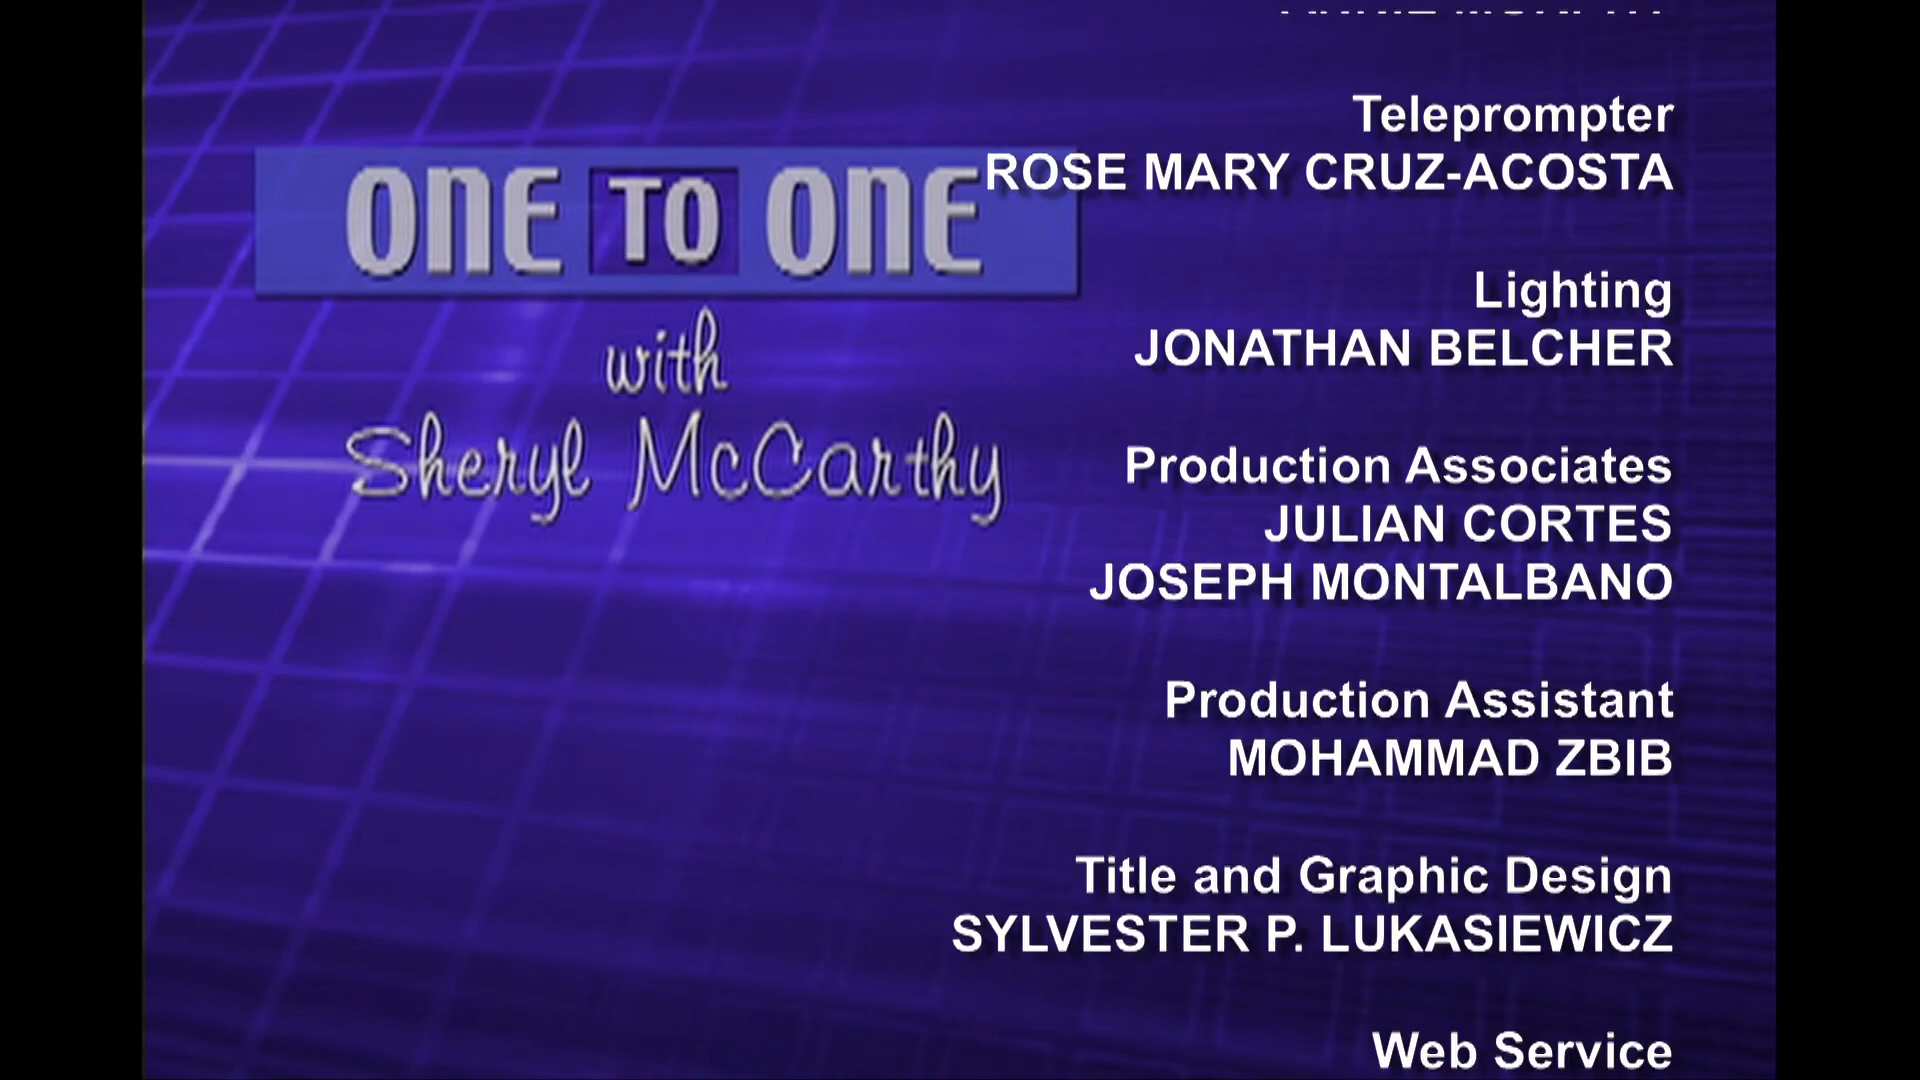 ONE TO ONE
with
Sheryl McCarthy
Teleprompter
ROSE MARY CRUZ-ACOSTA
Lighting
JONATHAN BELCHER
Production Associates
JULIAN CORTES
JOSEPH MONTALBANO
Production Assistant
MOHAMMAD ZBIB
Title and Graphic Design
SYLVESTER P. LUKASIEWICZ
Web Service